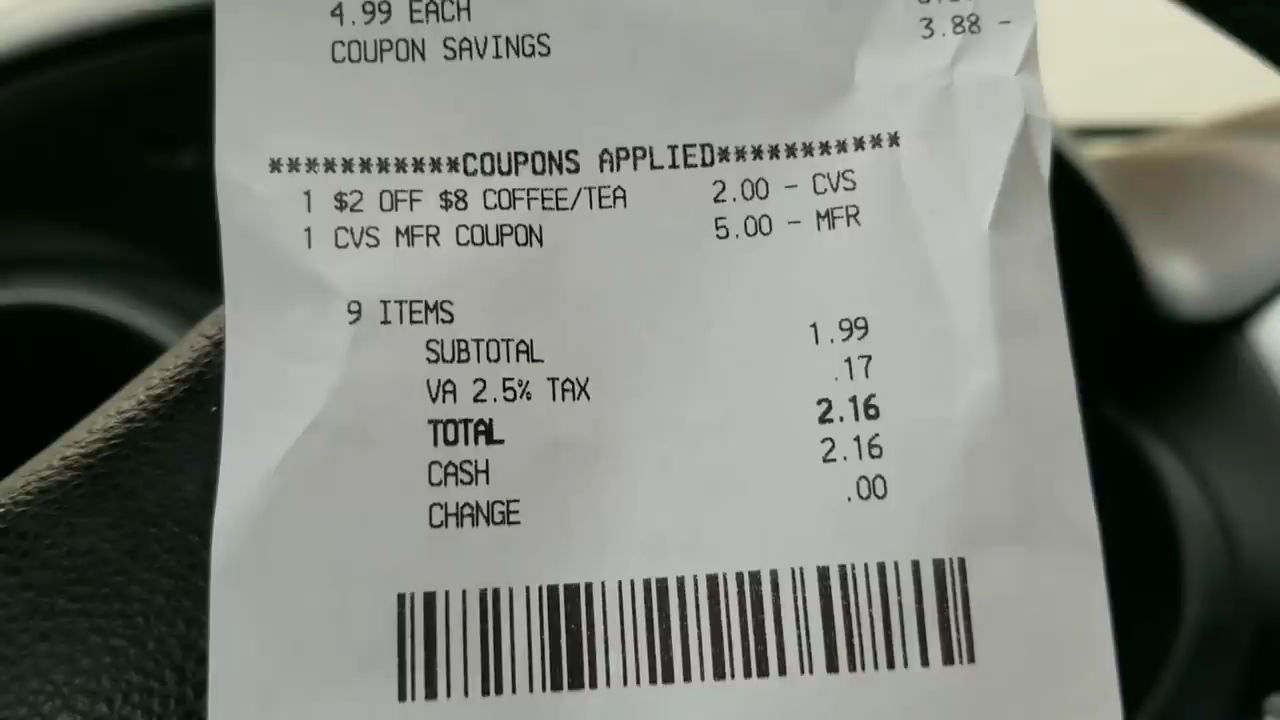 4.99 EACH
COUPON SAVINGS 3.88 -
***********COUPONS APPLIED***********
1 $2 OFF $8 COFFEE/TEA 2.00 - CVS
1 CVS MFR COUPON 5.00 - MFR
9 ITEMS
SUBTOTAL 1.99
VA 2.5% TAX .17
TOTAL 2.16
CASH 2.16
CHANGE .00